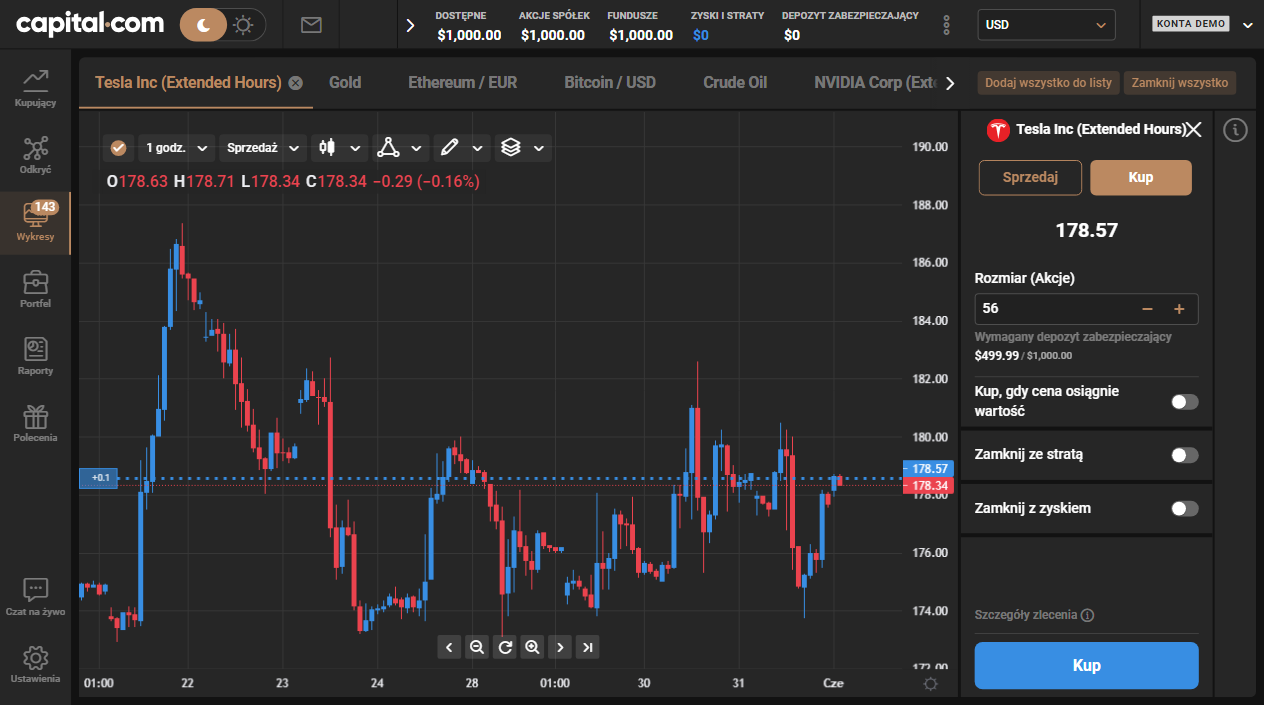 capital.com
DOSTĘPNE
$1,000.00
AKCJE SPÓŁEK
$1,000.00
FUNDUSZE
$1,000.00
ZYSKI I STRATY
$0
DEPOZYT ZABEZPIECZAJĄCY
$0
USD
KONTA DEMO
Kupujący
Odkryć
143
Wykresy
Portfel
Raporty
Polecenia
Czat na żywo
Ustawienia
Tesla Inc (Extended Hours)
Gold
Ethereum / EUR
Bitcoin / USD
Crude Oil
NVIDIA Corp (Exte
Dodaj wszystko do listy
Zamknij wszystko
1 godz.
Sprzedaż
O178.63 H178.71 L178.34 C178.34 −0.29 (−0.16%)
190.00
188.00
186.00
184.00
182.00
180.00
178.57
178.34
178.00
176.00
174.00
172.00
+0.1
01:00
22
23
24
28
01:00
30
31
Cze
Tesla Inc (Extended Hours)
Sprzedaj
Kup
178.57
Rozmiar (Akcje)
56
Wymagany depozyt zabezpieczający
$499.99 / $1,000.00
Kup, gdy cena osiągnie
wartość
Zamknij ze stratą
Zamknij z zyskiem
Szczegóły zlecenia
Kup